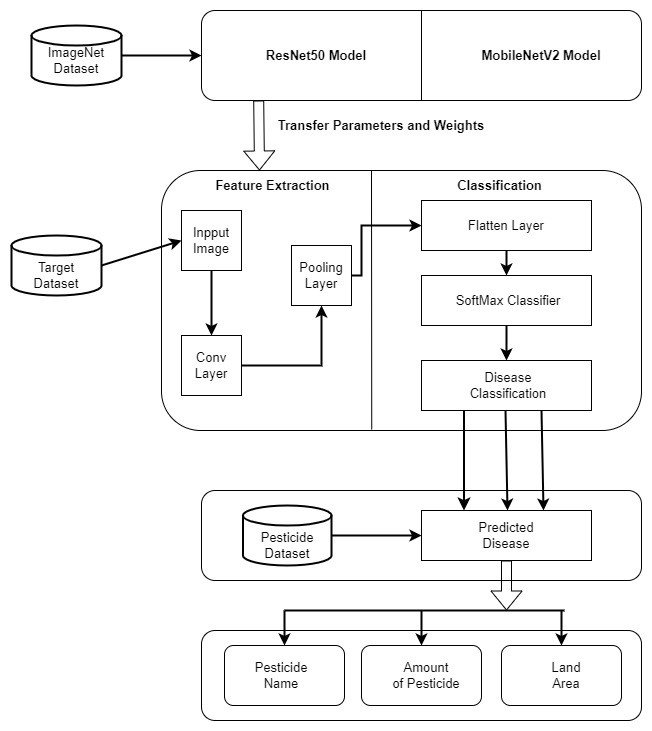 ImageNet
Dataset
ResNet50 Model
MobileNetV2 Model
Transfer Parameters and Weights
Feature Extraction
Classification
Inpput
Image
Target
Dataset
Conv
Layer
Pooling
Layer
Flatten Layer
SoftMax Classifier
Disease
Classification
Pesticide
Dataset
Predicted
Disease
Pesticide
Name
Amount
of Pesticide
Land
Area